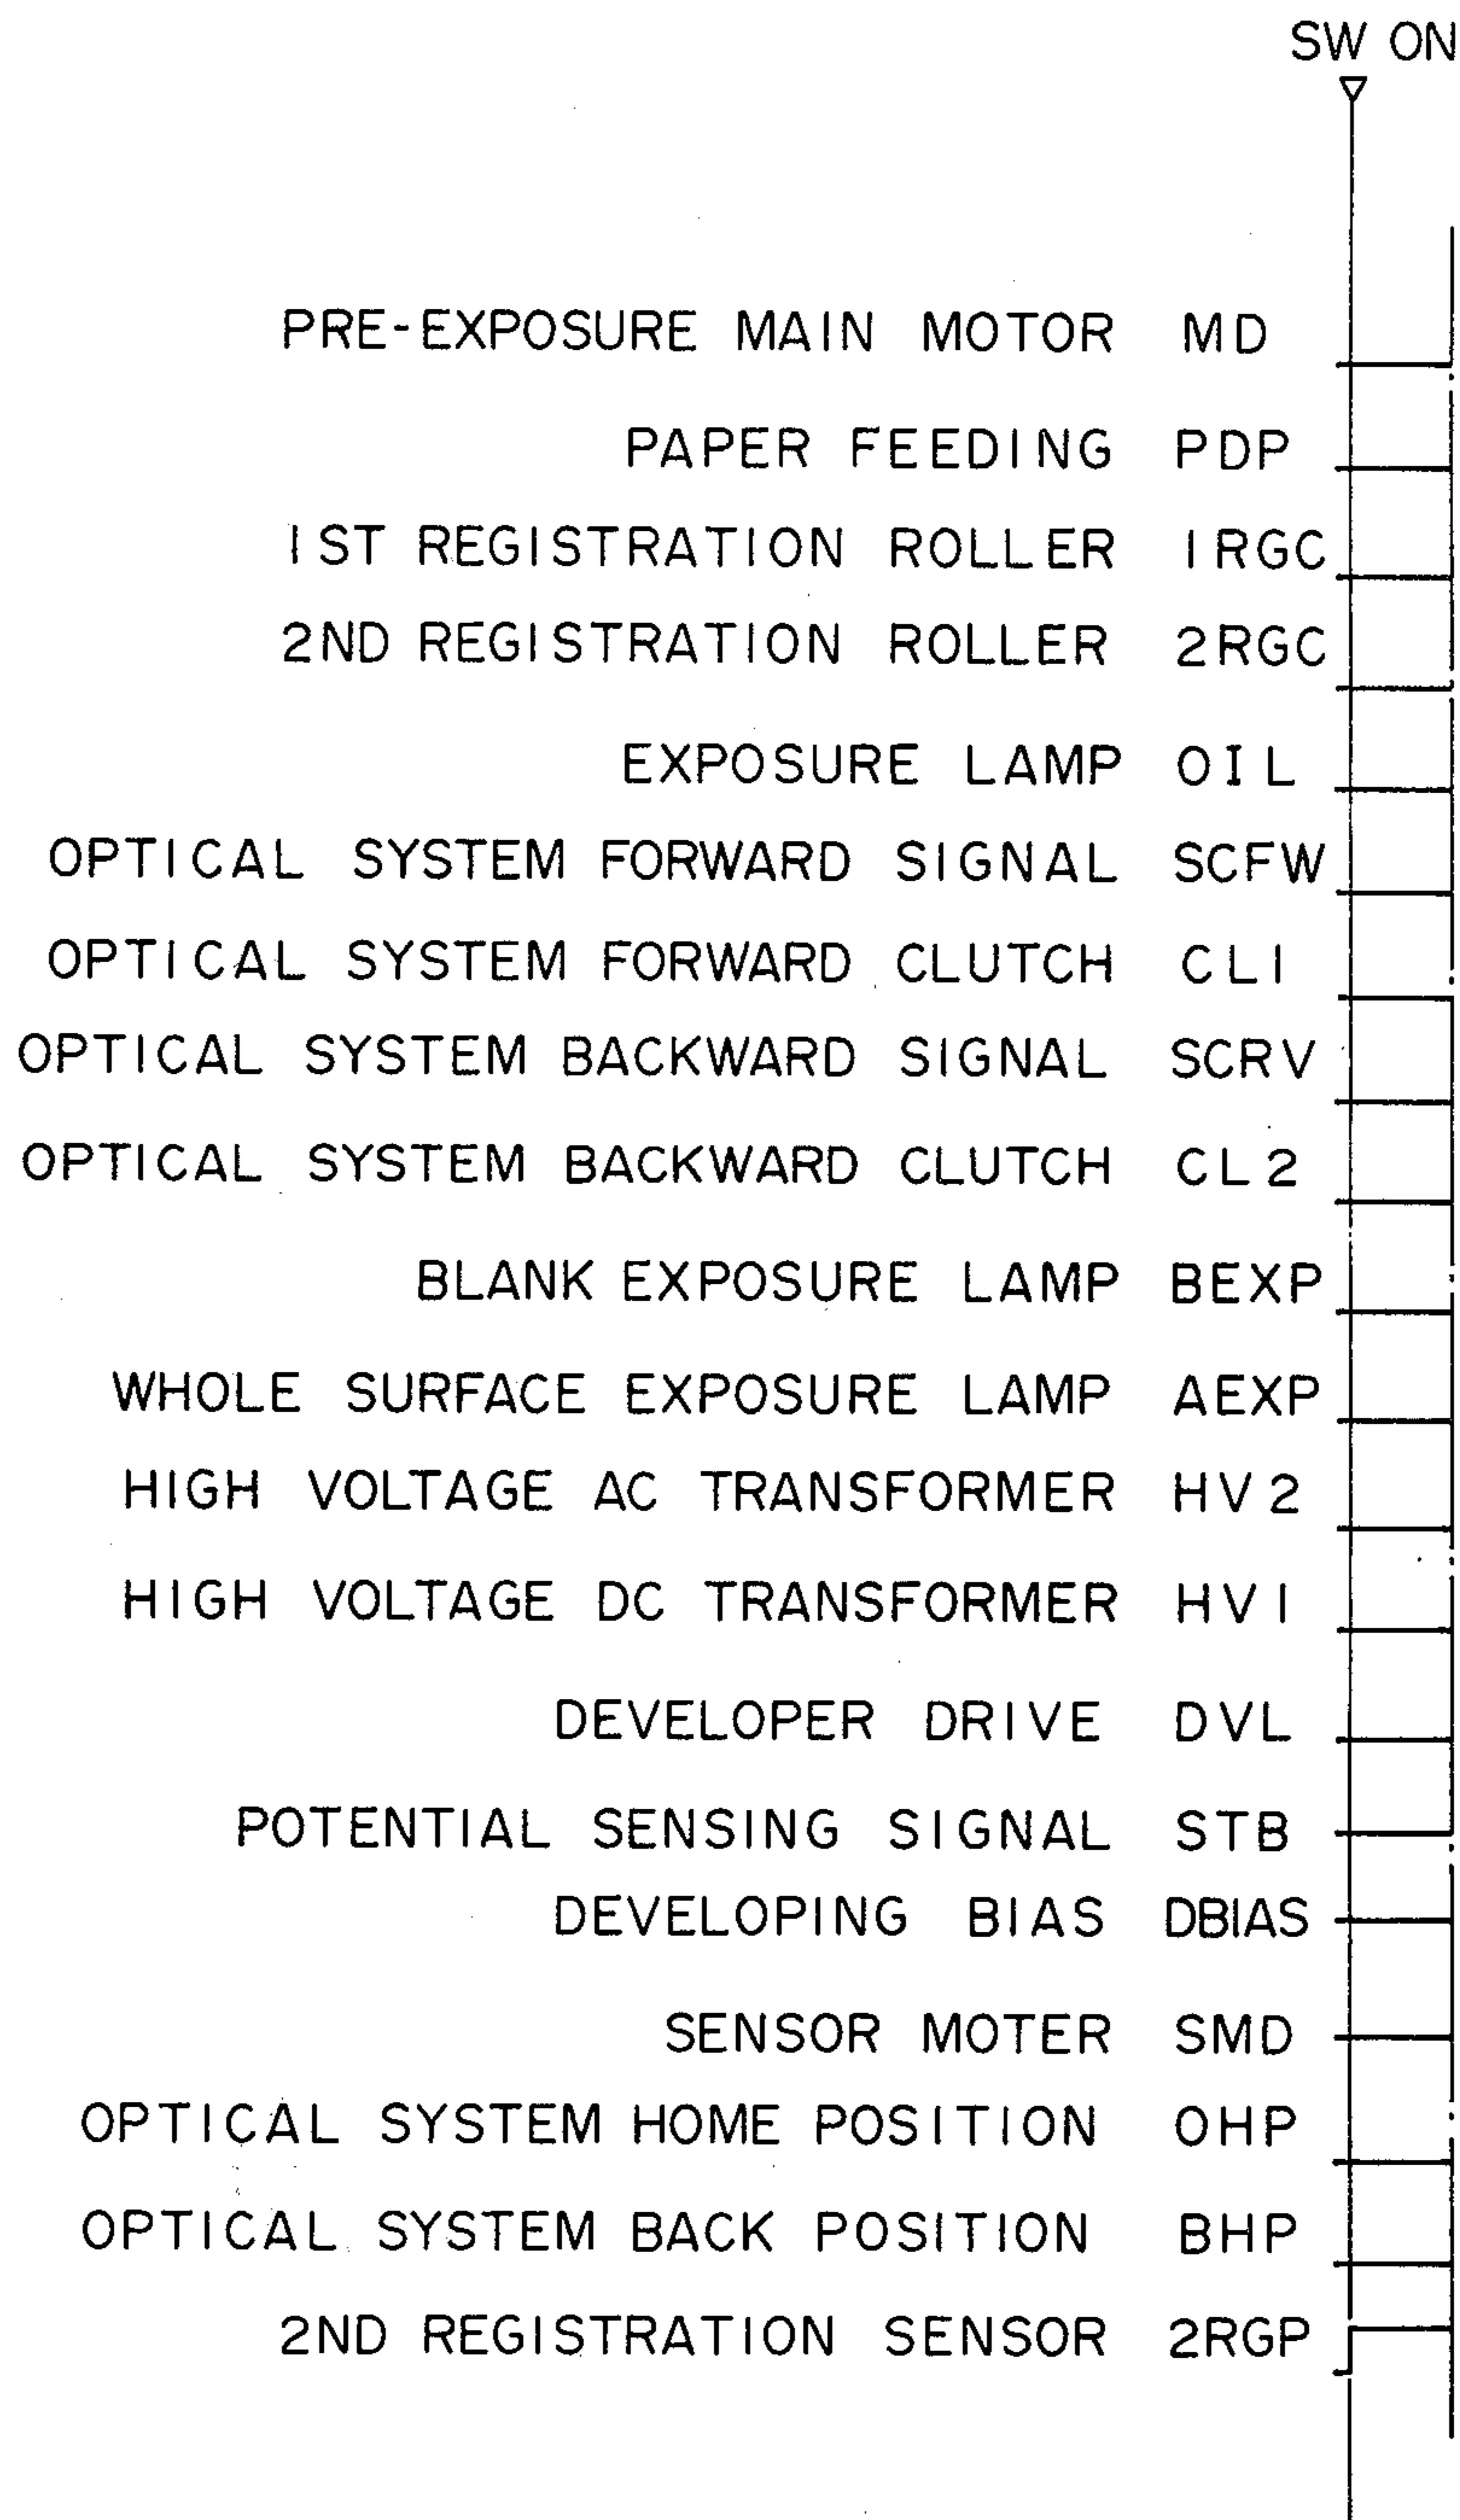 SW ON
PRE-EXPOSURE MAIN MOTOR MD
PAPER FEEDING PDP
1ST REGISTRATION ROLLER 1RGC
2ND REGISTRATION ROLLER 2RGC
EXPOSURE LAMP OIL
OPTICAL SYSTEM FORWARD SIGNAL SCFW
OPTICAL SYSTEM FORWARD CLUTCH CL1
OPTICAL SYSTEM BACKWARD SIGNAL SCRV
OPTICAL SYSTEM BACKWARD CLUTCH CL2
BLANK EXPOSURE LAMP BEXP
WHOLE SURFACE EXPOSURE LAMP AEXP
HIGH VOLTAGE AC TRANSFORMER HV2
HIGH VOLTAGE DC TRANSFORMER HV1
DEVELOPER DRIVE DVL
POTENTIAL SENSING SIGNAL STB
DEVELOPING BIAS DBIAS
SENSOR MOTER SMD
OPTICAL SYSTEM HOME POSITION OHP
OPTICAL SYSTEM BACK POSITION BHP
2ND REGISTRATION SENSOR 2RGP